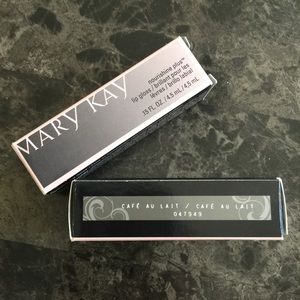 MARY KAY
nourishine plus™
lip gloss / brillant pour les
lèvres / brillo labial
.15 FL. OZ. / 4.5 mL / 4,5 mL
CAFÉ AU LAIT / CAFÉ AU LAIT
047949